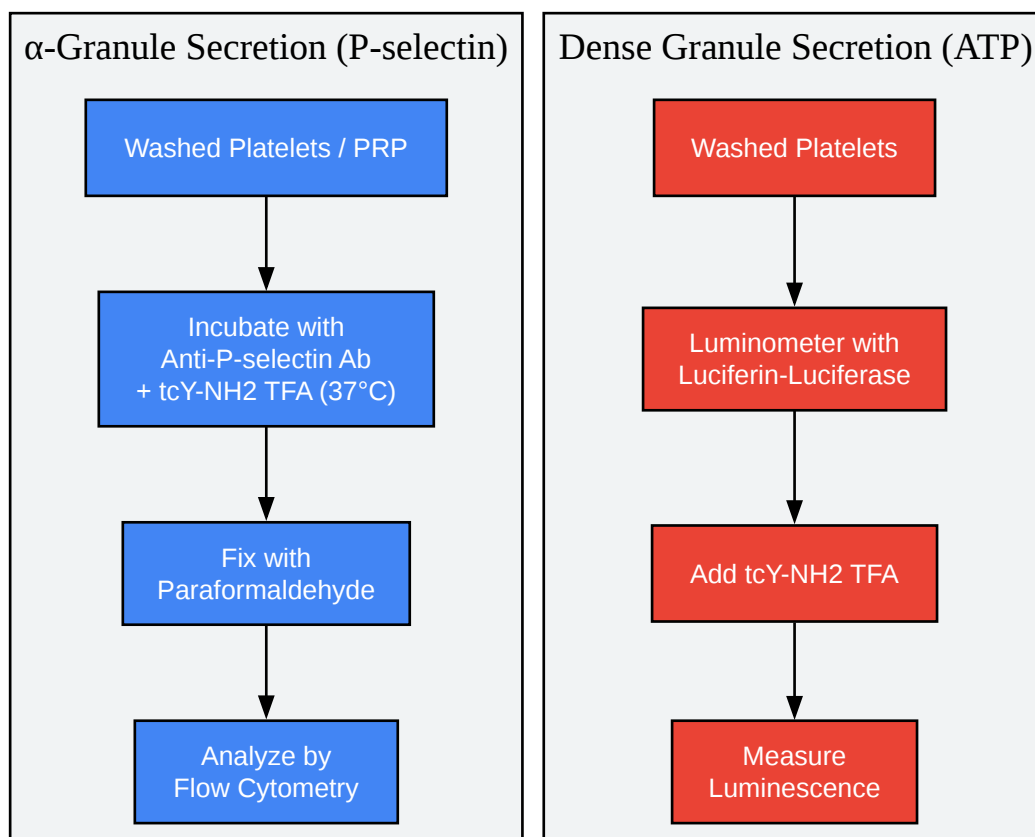 α-Granule Secretion (P-selectin)
Washed Platelets / PRP
Incubate with
Anti-P-selectin Ab
+ tcY-NH2 TFA (37°C)
Fix with
Paraformaldehyde
Analyze by
Flow Cytometry
Dense Granule Secretion (ATP)
Washed Platelets
Luminometer with
Luciferin-Luciferase
Add tcY-NH2 TFA
Measure
Luminescence